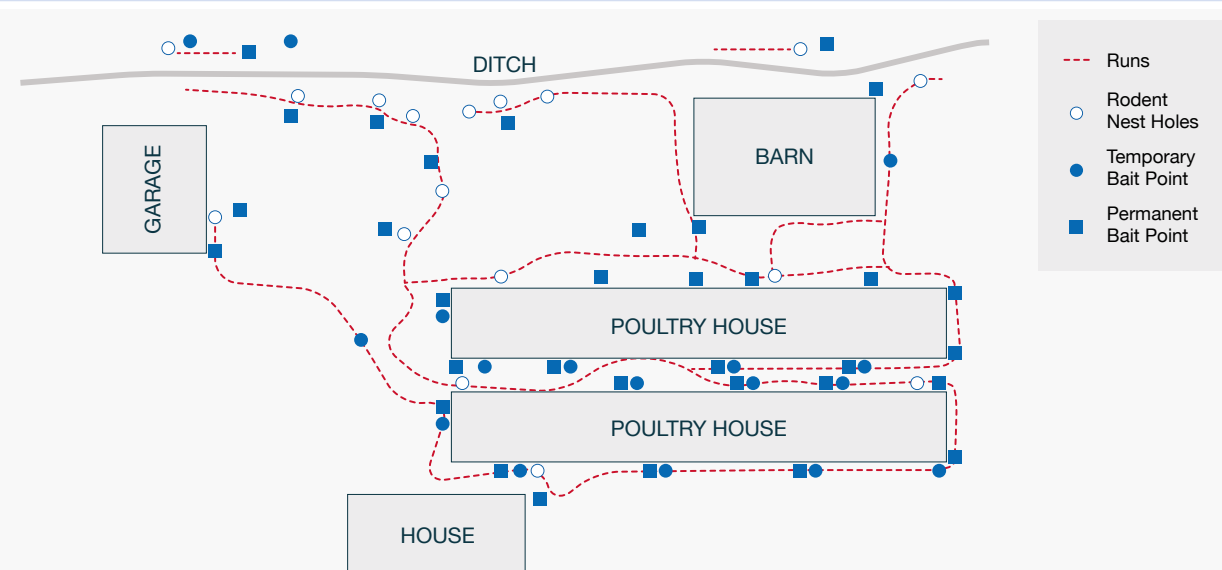 DITCH
Runs
Rodent
Nest Holes
Temporary
Bait Point
Permanent
Bait Point
GARAGE
BARN
POULTRY HOUSE
POULTRY HOUSE
HOUSE